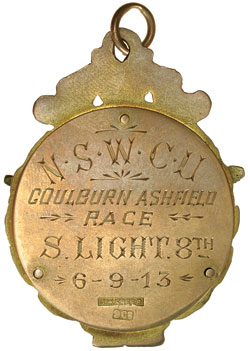 N·S·W·C·U
GOULBURN ASHFIELD
RACE
S. LIGHT. 8TH
6-9-13